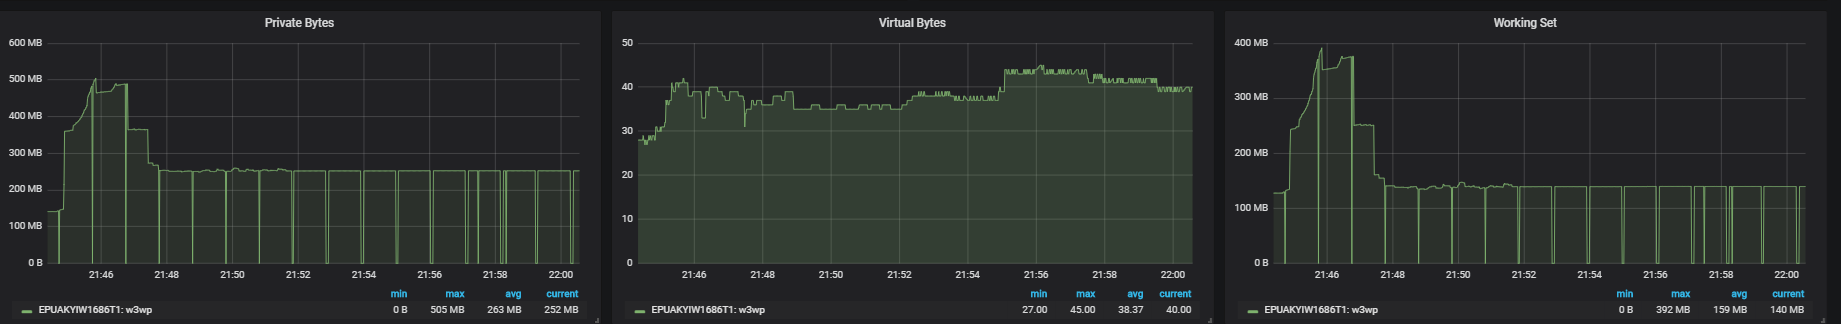 Private Bytes
600 MB
500 MB
400 MB
300 MB
200 MB
100 MB
0 B
21:46 21:48 21:50 21:52 21:54 21:56 21:58 22:00
min max avg current
EPUAKYIW1686T1: w3wp 0 B 505 MB 263 MB 252 MB
Virtual Bytes
50
40
30
20
10
0
21:46 21:48 21:50 21:52 21:54 21:56 21:58 22:00
min max avg current
EPUAKYIW1686T1: w3wp 27.00 45.00 38.37 40.00
Working Set
400 MB
300 MB
200 MB
100 MB
0 B
21:46 21:48 21:50 21:52 21:54 21:56 21:58 22:00
min max avg current
EPUAKYIW1686T1: w3wp 0 B 392 MB 159 MB 140 MB